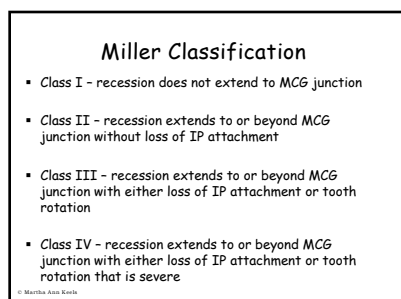 Miller Classification
▪ Class I – recession does not extend to MCG junction
▪ Class II – recession extends to or beyond MCG
junction without loss of IP attachment
▪ Class III – recession extends to or beyond MCG
junction with either loss of IP attachment or tooth
rotation
▪ Class IV – recession extends to or beyond MCG
junction with either loss of IP attachment or tooth
rotation that is severe
© Martha Ann Keels